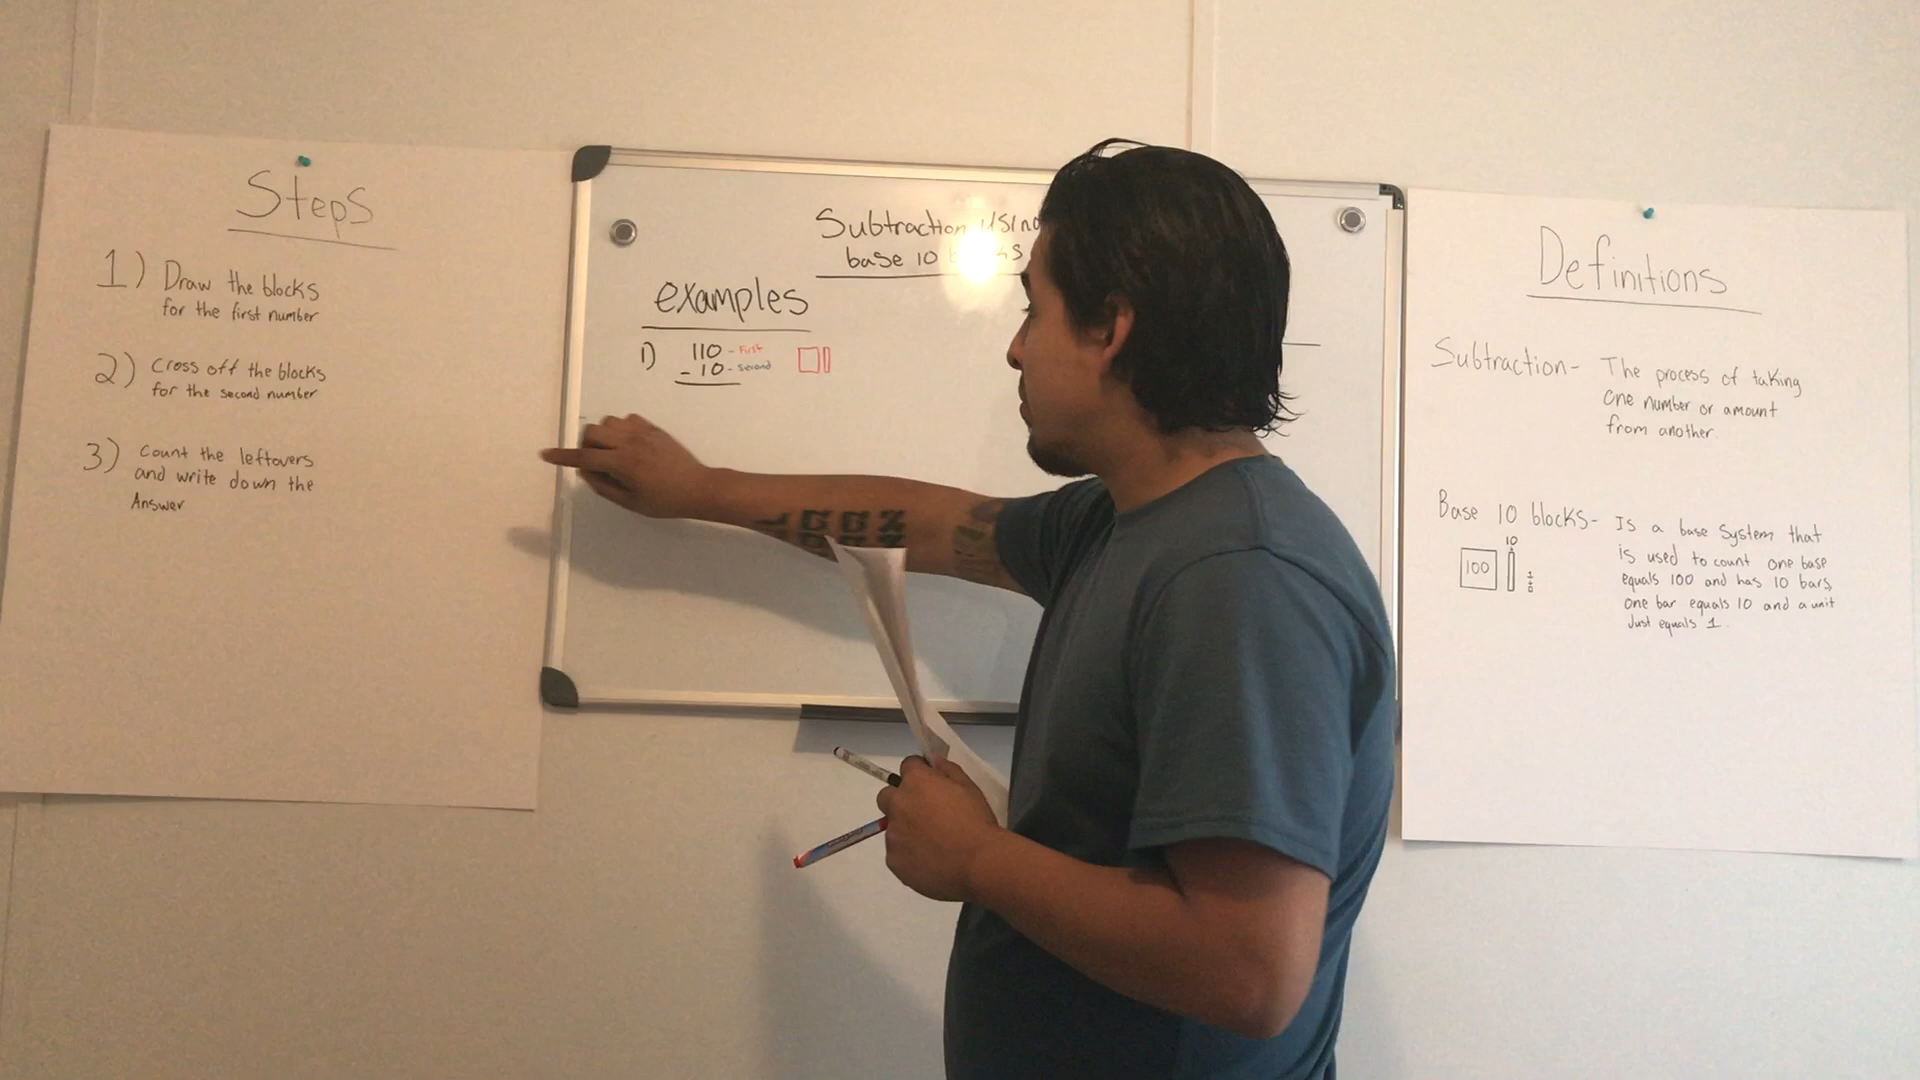 Steps
1) Draw the blocks
for the first number
2) Cross off the blocks
for the second number
3) Count the leftovers
and write down the
Answer
Subtraction
base 10
examples
1) 110 - First
- 10 - second
Definitions
Subtraction- The process of taking
one number or amount
from another.
Base 10 blocks- Is a base System that
is used to count one base
equals 100 and has 10 bars,
one bar equals 10 and a unit
Just equals 1.
100
10
1